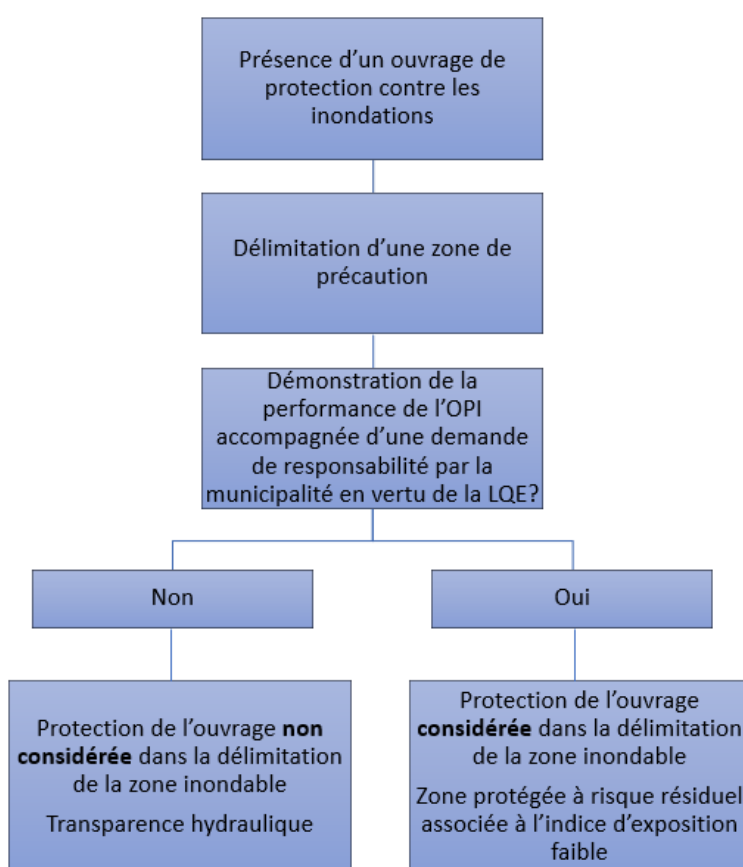 Présence d'un ouvrage de
protection contre les
inondations
Délimitation d'une zone de
précaution
Démonstration de la
performance de l'OPI
accompagnée d'une demande
de responsabilité par la
municipalité en vertu de la LQE?
Non
Oui
Protection de l'ouvrage non
considérée dans la délimitation
de la zone inondable
Transparence hydraulique
Protection de l'ouvrage
considérée dans la délimitation
de la zone inondable
Zone protégée à risque résiduel
associée à l'indice d'exposition
faible